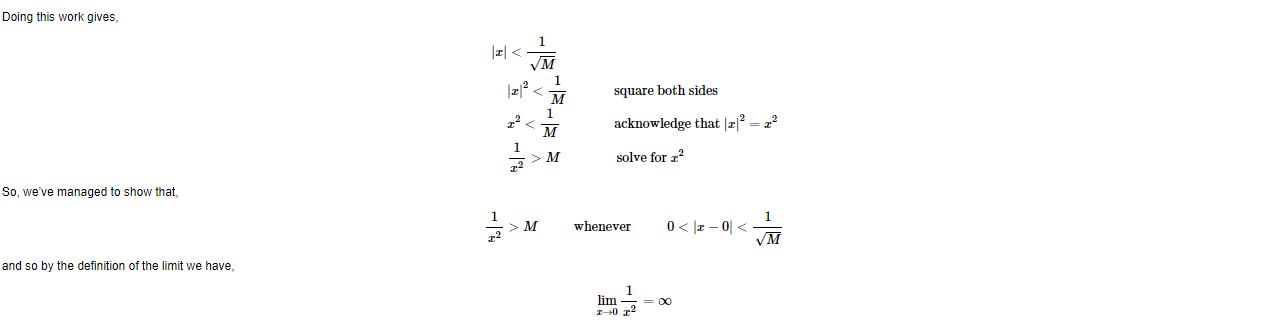 Doing this work gives,
|x| < 1/√M
|x|² < 1/M square both sides
x² < 1/M acknowledge that |x|² = x²
1/x² > M solve for x²
So, we've managed to show that,
1/x² > M whenever 0 < |x − 0| < 1/√M
and so by the definition of the limit we have,
lim x→0 1/x² = ∞